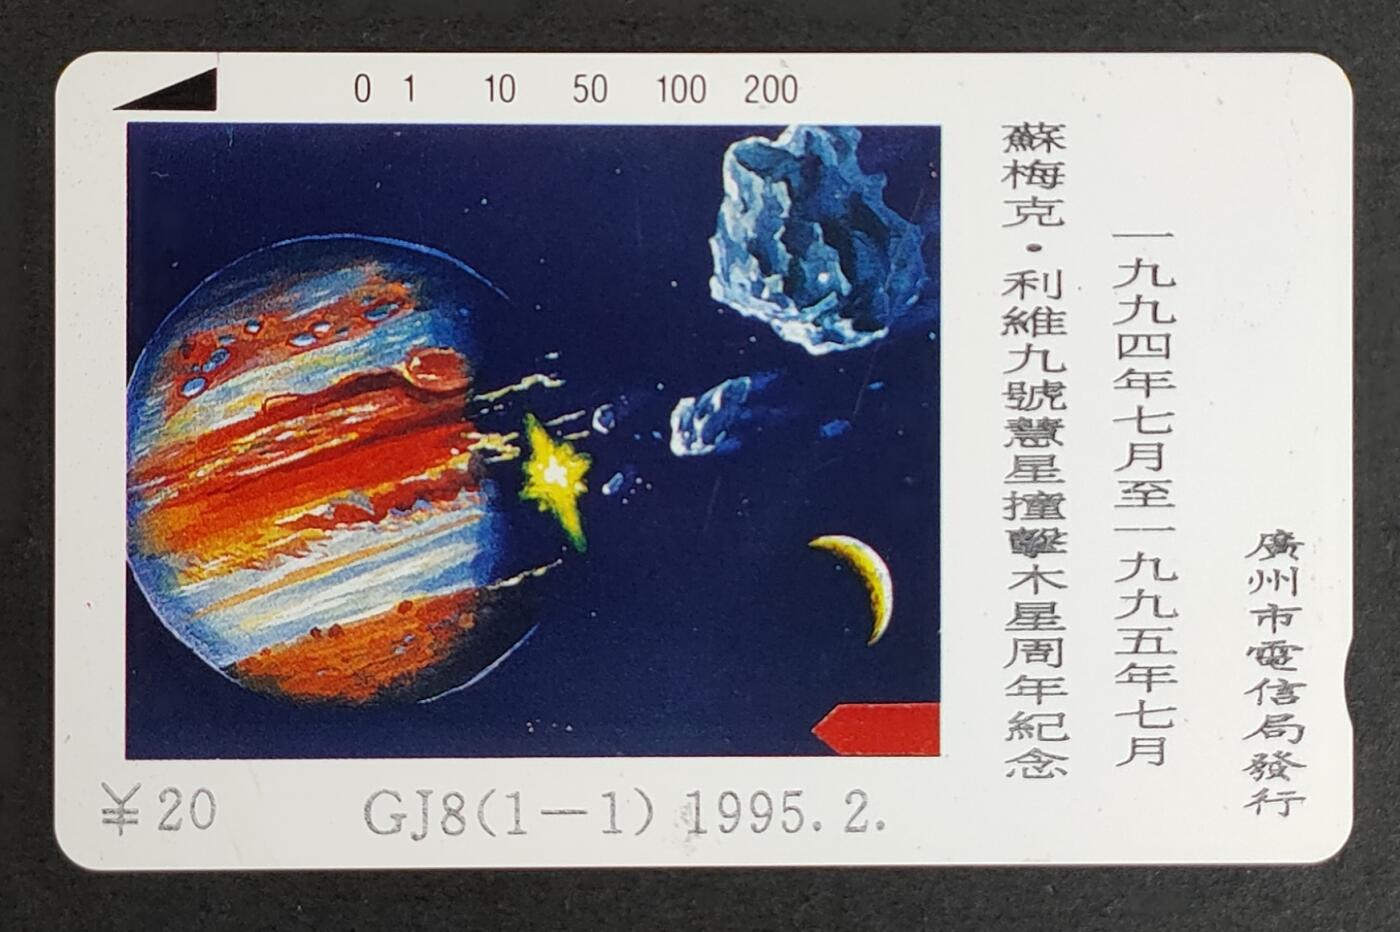 0 1 10 50 100 200
蘇梅克·利維九號慧星撞擊木星周年紀念
一九九四年七月至一九九五年七月
廣州市電信局發行
¥20 GJ8(1－1) 1995.2.